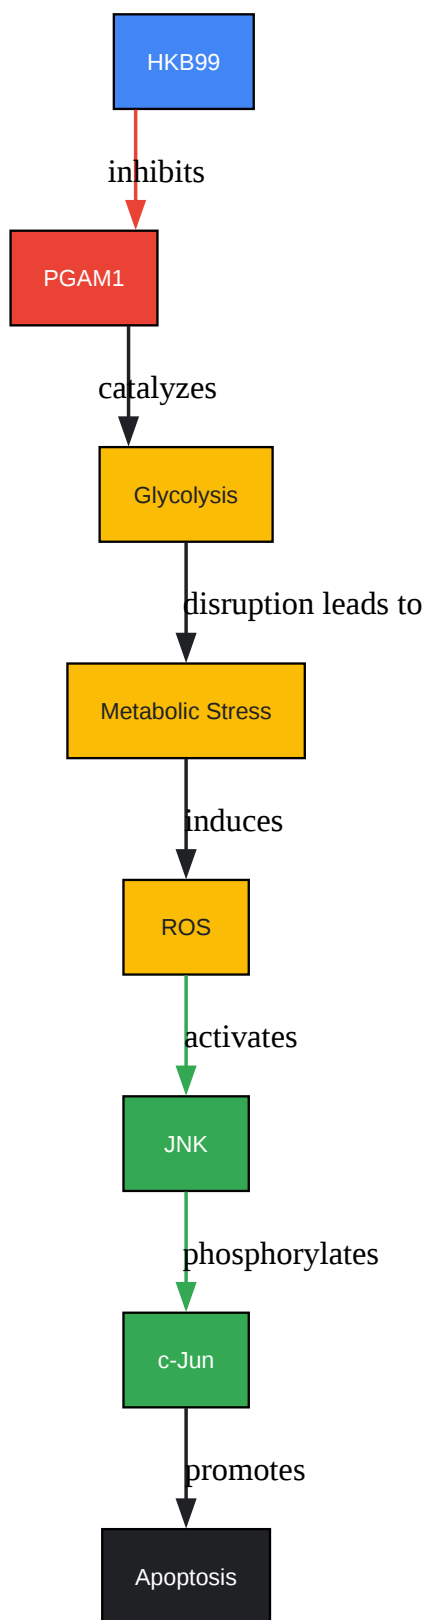 HKB99
inhibits
PGAM1
catalyzes
Glycolysis
disruption leads to
Metabolic Stress
induces
ROS
activates
JNK
phosphorylates
c-Jun
promotes
Apoptosis